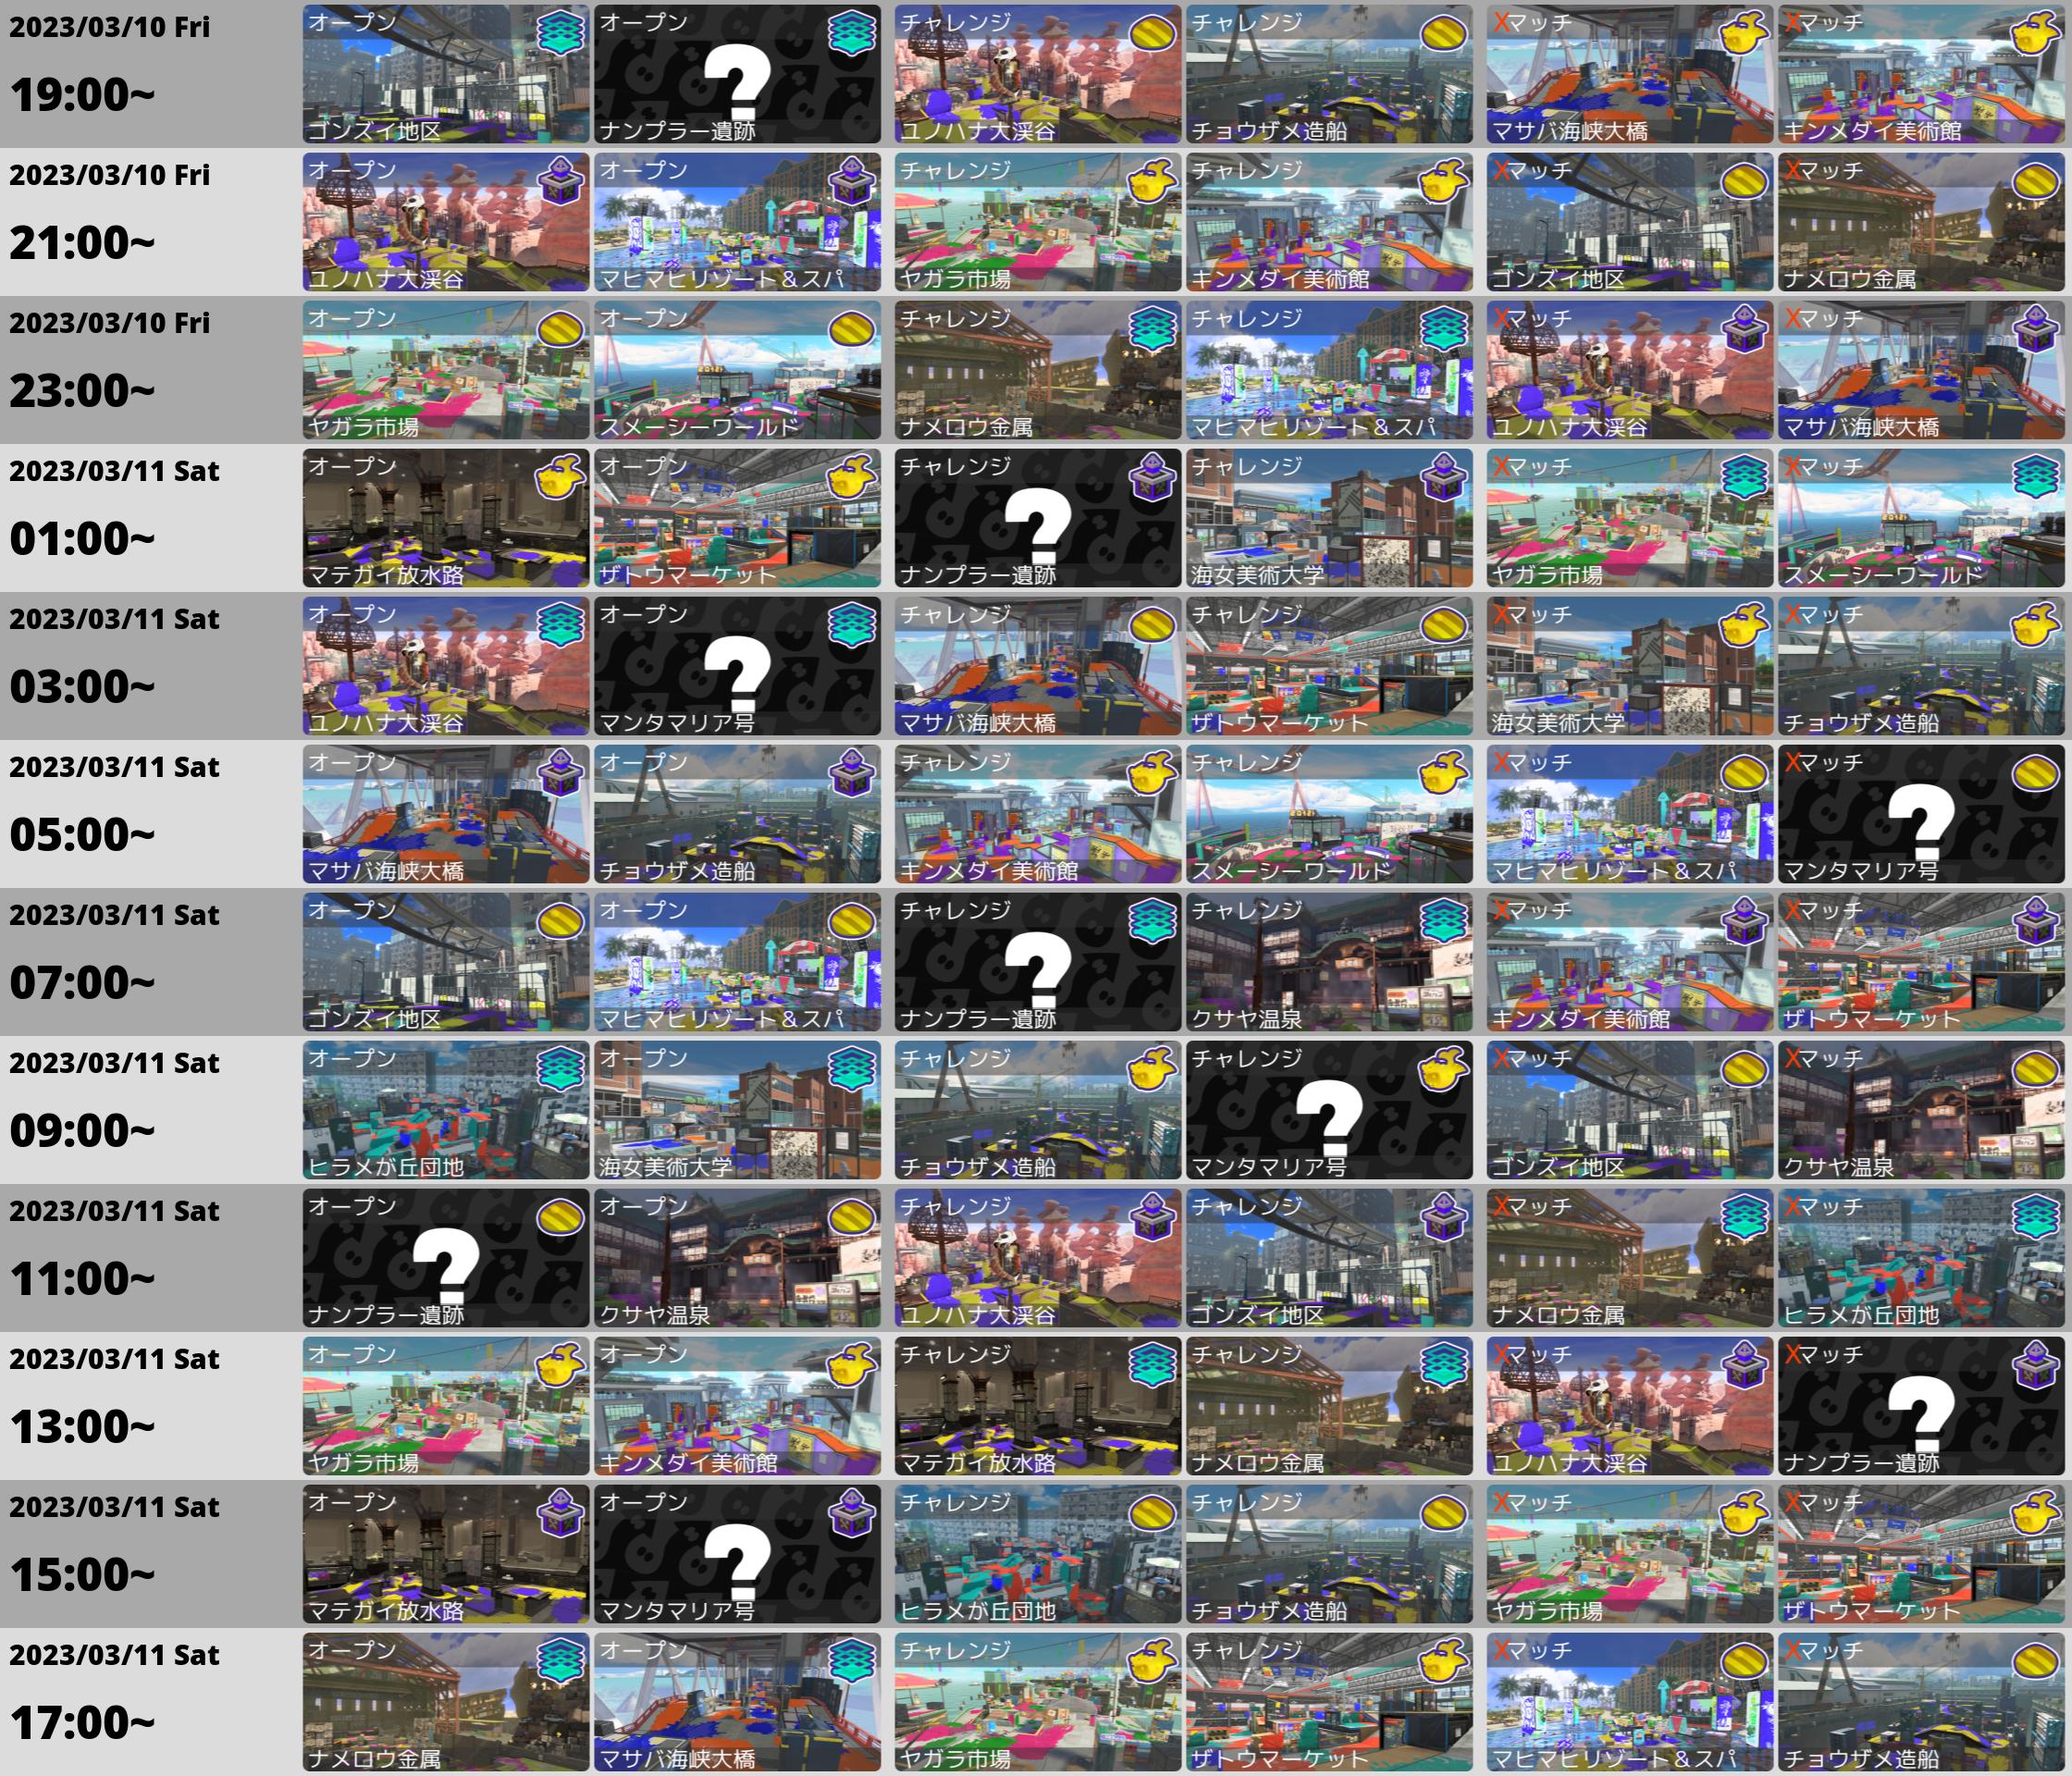 2023/03/10 Fri
19:00~
オープン
ゴンズイ地区
オープン
ナンプラー遺跡
チャレンジ
ユノハナ大渓谷
チャレンジ
チョウザメ造船
Xマッチ
マサバ海峡大橋
Xマッチ
キンメダイ美術館
2023/03/10 Fri
21:00~
オープン
ユノハナ大渓谷
オープン
マヒマヒリゾート&スパ
チャレンジ
ヤガラ市場
チャレンジ
キンメダイ美術館
Xマッチ
ゴンズイ地区
Xマッチ
ナメロウ金属
2023/03/10 Fri
23:00~
オープン
ヤガラ市場
オープン
スメーシーワールド
チャレンジ
ナメロウ金属
チャレンジ
マヒマヒリゾート&スパ
Xマッチ
ユノハナ大渓谷
Xマッチ
マサバ海峡大橋
2023/03/11 Sat
01:00~
オープン
マテガイ放水路
オープン
ザトウマーケット
チャレンジ
ナンプラー遺跡
チャレンジ
海女美術大学
Xマッチ
ヤガラ市場
Xマッチ
スメーシーワールド
2023/03/11 Sat
03:00~
オープン
ユノハナ大渓谷
オープン
マンタマリア号
チャレンジ
マサバ海峡大橋
チャレンジ
ザトウマーケット
Xマッチ
海女美術大学
Xマッチ
チョウザメ造船
2023/03/11 Sat
05:00~
オープン
マサバ海峡大橋
オープン
チョウザメ造船
チャレンジ
キンメダイ美術館
チャレンジ
スメーシーワールド
Xマッチ
マヒマヒリゾート&スパ
Xマッチ
マンタマリア号
2023/03/11 Sat
07:00~
オープン
ゴンズイ地区
オープン
マヒマヒリゾート&スパ
チャレンジ
ナンプラー遺跡
チャレンジ
クサヤ温泉
Xマッチ
キンメダイ美術館
Xマッチ
ザトウマーケット
2023/03/11 Sat
09:00~
オープン
ヒラメが丘団地
オープン
海女美術大学
チャレンジ
チョウザメ造船
チャレンジ
マンタマリア号
Xマッチ
ゴンズイ地区
Xマッチ
クサヤ温泉
2023/03/11 Sat
11:00~
オープン
ナンプラー遺跡
オープン
クサヤ温泉
チャレンジ
ユノハナ大渓谷
チャレンジ
ゴンズイ地区
Xマッチ
ナメロウ金属
Xマッチ
ヒラメが丘団地
2023/03/11 Sat
13:00~
オープン
ヤガラ市場
オープン
キンメダイ美術館
チャレンジ
マテガイ放水路
チャレンジ
ナメロウ金属
Xマッチ
ユノハナ大渓谷
Xマッチ
ナンプラー遺跡
2023/03/11 Sat
15:00~
オープン
マテガイ放水路
オープン
マンタマリア号
チャレンジ
ヒラメが丘団地
チャレンジ
チョウザメ造船
Xマッチ
ヤガラ市場
Xマッチ
ザトウマーケット
2023/03/11 Sat
17:00~
オープン
ナメロウ金属
オープン
マサバ海峡大橋
チャレンジ
ヤガラ市場
チャレンジ
ザトウマーケット
Xマッチ
マヒマヒリゾート&スパ
Xマッチ
チョウザメ造船